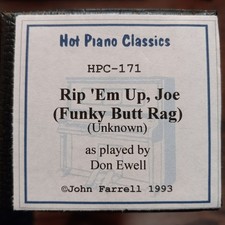 Hot Piano Classics
HPC-171
Rip 'Em Up, Joe
(Funky Butt Rag)
(Unknown)
as played by
Don Ewell
©John Farrell 1993